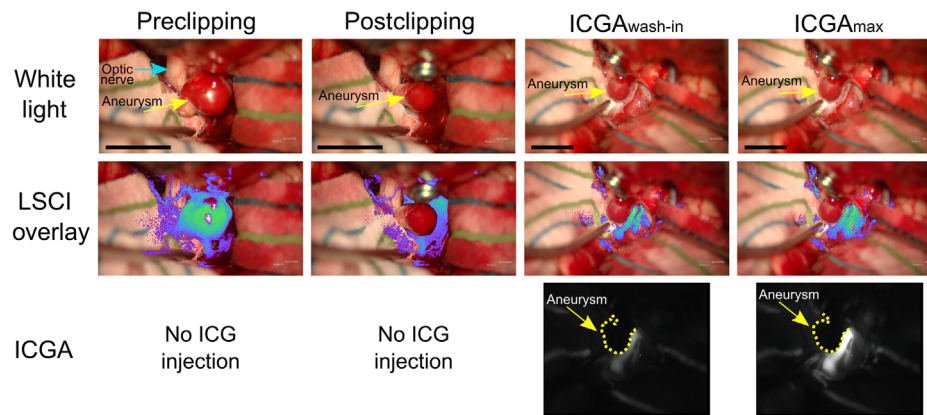 Preclipping
Postclipping
ICGAwash-in
ICGAmax
White
light
Optic
nerve
Aneurysm
Aneurysm
Aneurysm
Aneurysm
LSCI
overlay
ICGA
No ICG
injection
No ICG
injection
Aneurysm
Aneurysm